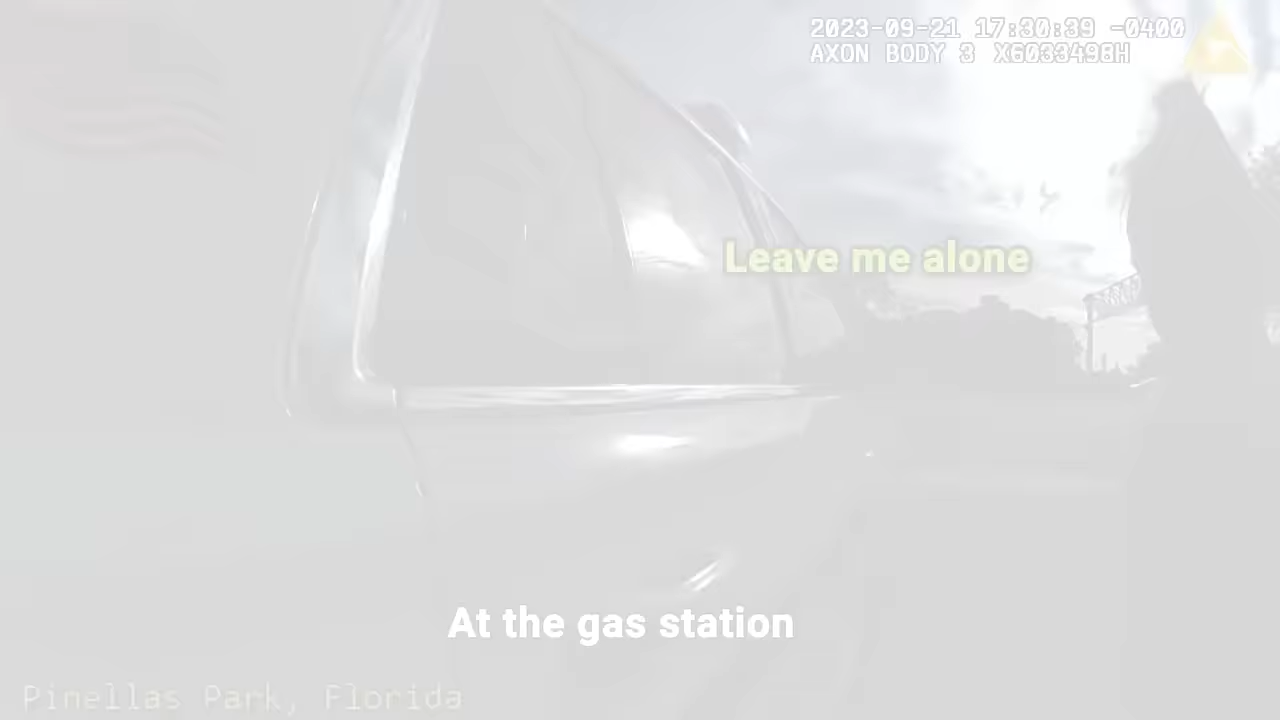 2023-09-21 17:30:39 -0400
AXON BODY 3 X6033496H
Leave me alone
At the gas station
Pinellas Park, Florida